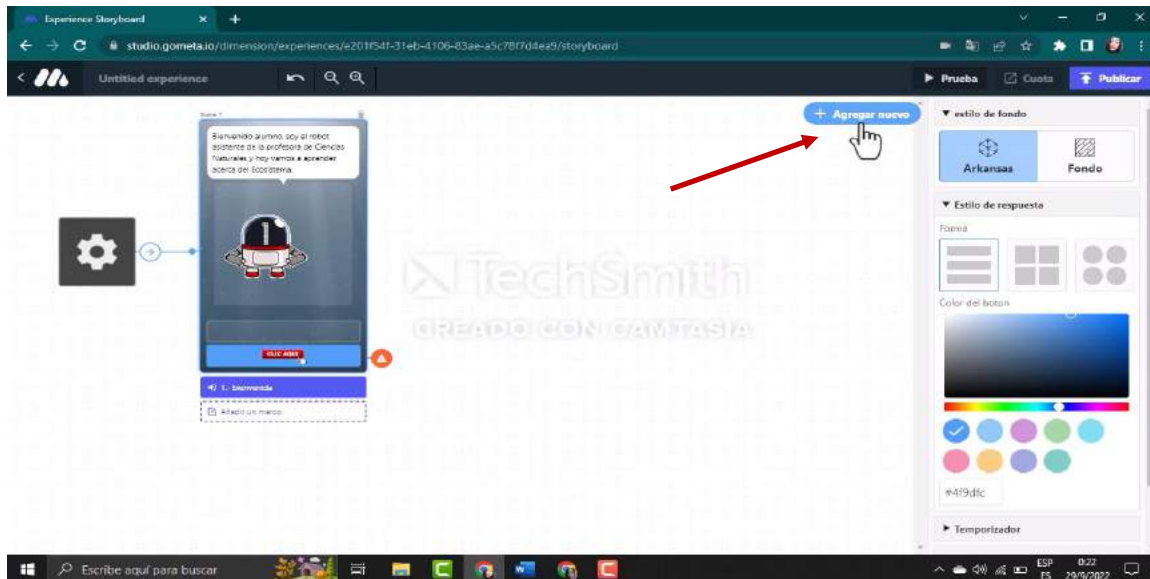 Experience Storyboard
studio.gometa.io/dimension/experiences/e201f54f-31eb-4106-83ae-a5c78f7d4ea9/storyboard
Untitled experience
Prueba
Cuota
Publicar
+ Agregar nuevo
Bienvenido alumno, soy el robot
asistente de la profesora de Ciencias
Naturales y hoy vamos a aprender
acerca del Ecosistema.
CLIC AQUI
1.- bienvenida
Añadir un marco
TechSmith
CREADO CON CAMTASIA
estilo de fondo
Arkansas
Fondo
Estilo de respuesta
Forma
Color del boton
#4f9dfc
Temporizador
Escribe aquí para buscar
ESP
ES
0:22
29/9/2022